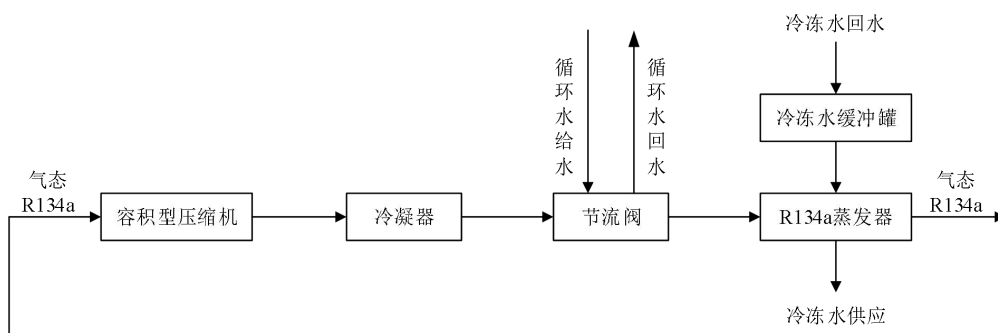 冷冻水回水
循环水给水
循环水回水
冷冻水缓冲罐
气态
R134a
容积型压缩机
冷凝器
节流阀
R134a蒸发器
气态
R134a
冷冻水供应